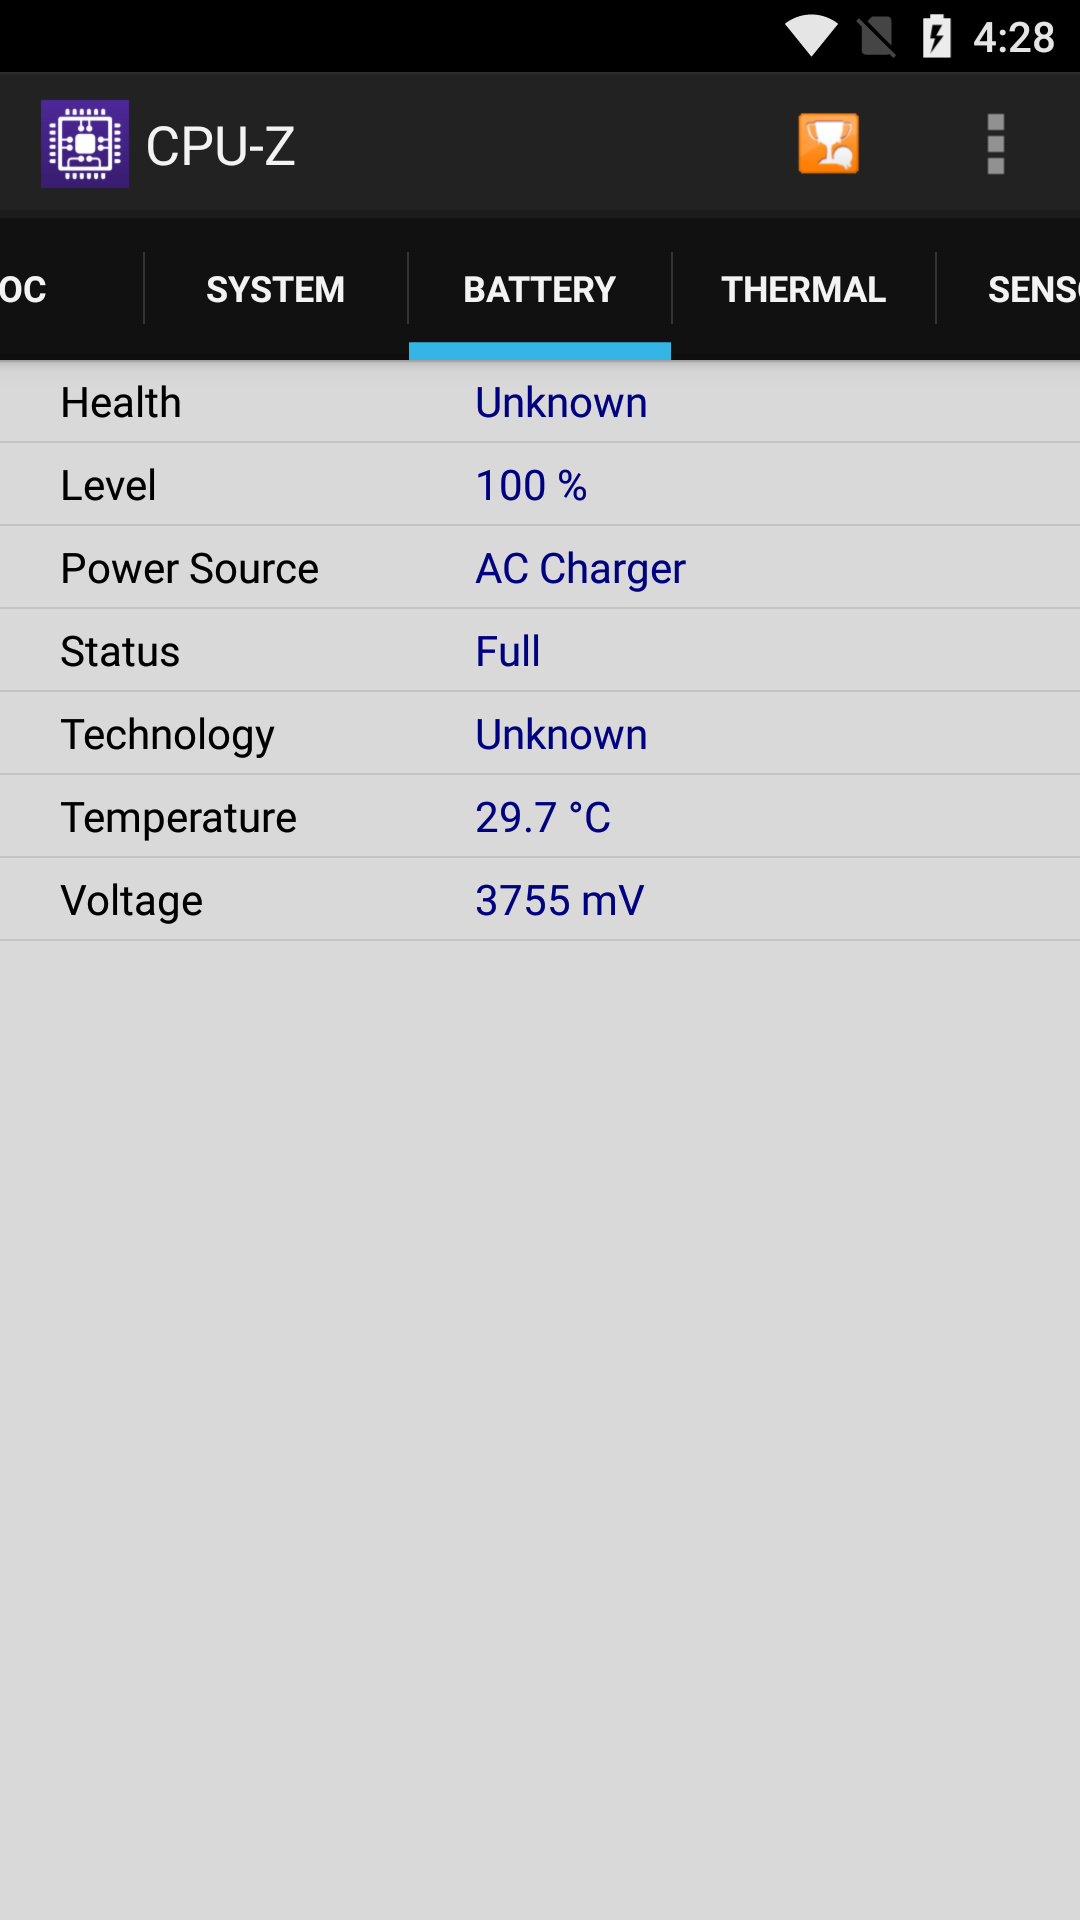 4:28
CPU-Z
OC SYSTEM BATTERY THERMAL SENS
Health Unknown
Level 100 %
Power Source AC Charger
Status Full
Technology Unknown
Temperature 29.7 °C
Voltage 3755 mV